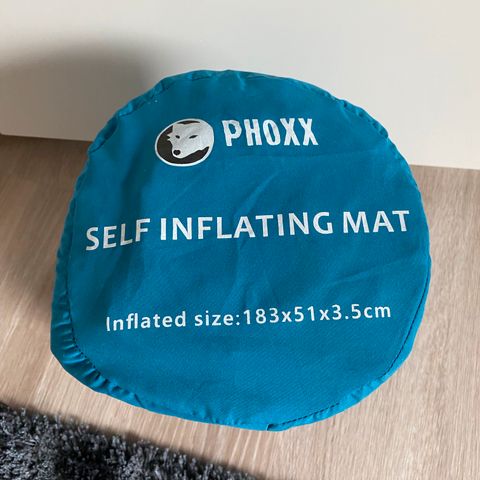 PHOXX
SELF INFLATING MAT
Inflated size:183x51x3.5cm